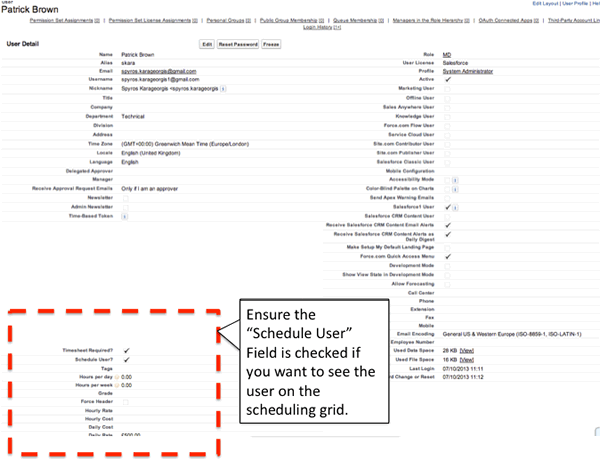 User
Patrick Brown
Edit Layout | User Profile | Hel
Permission Set Assignments [0] | Permission Set License Assignments [0] | Personal Groups [0] | Public Group Membership [0] | Queue Membership [0] | Managers in the Role Hierarchy [0] | OAuth Connected Apps [0] | Third-Party Account Lin
Login History [1+]
User Detail
Edit Reset Password Freeze
Name Patrick Brown
Alias skara
Email spyros.karageorgis@gmail.com
Username spyros.karageorgis1@gmail.com
Nickname Spyros Karageorgis <spyros.karageorgis
Title
Company
Department Technical
Division
Address
Time Zone (GMT+00:00) Greenwich Mean Time (Europe/London)
Locale English (United Kingdom)
Language English
Delegated Approver
Manager
Receive Approval Request Emails Only if I am an approver
Newsletter
Admin Newsletter
Time-Based Token
Role MD
User License Salesforce
Profile System Administrator
Active
Marketing User
Offline User
Sales Anywhere User
Knowledge User
Force.com Flow User
Service Cloud User
Site.com Contributor User
Site.com Publisher User
Salesforce Classic User
Mobile Configuration
Accessibility Mode
Color-Blind Palette on Charts
Send Apex Warning Emails
Salesforce1 User
Salesforce CRM Content User
Receive Salesforce CRM Content Email Alerts
Receive Salesforce CRM Content Alerts as
Daily Digest
Make Setup My Default Landing Page
Force.com Quick Access Menu
Development Mode
Show View State in Development Mode
Allow Forecasting
Call Center
Phone
Extension
Fax
Mobile
Email Encoding General US & Western Europe (ISO-8859-1, ISO-LATIN-1)
Employee Number
Used Data Space 28 KB [View]
Used File Space 16 KB [View]
Last Login 07/10/2013 11:11
rd Change or Reset 07/10/2013 11:12
Timesheet Required?
Schedule User?
Tags
Hours per day 0.00
Hours per week 0.00
Grade
Force Header
Hourly Rate
Hourly Cost
Daily Cost
Daily Rate £500.00
Ensure the
“Schedule User”
Field is checked if
you want to see the
user on the
scheduling grid.